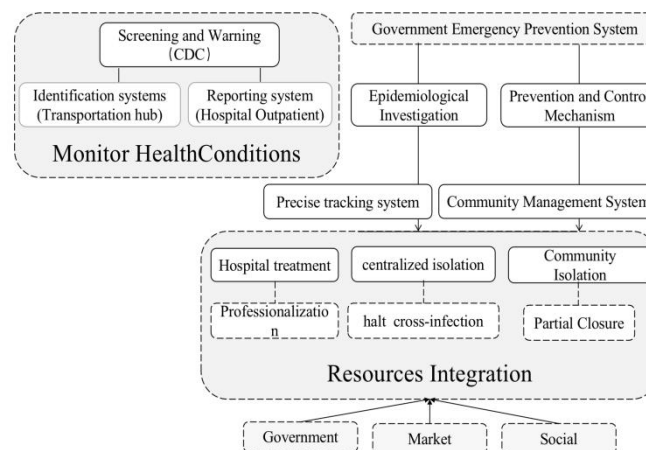 Screening and Warning
(CDC)
Identification systems
(Transportation hub)
Reporting system
(Hospital Outpatient)
Monitor HealthConditions
Government Emergency Prevention System
Epidemiological
Investigation
Prevention and Control
Mechanism
Precise tracking system
Community Management System
Hospital treatment
centralized isolation
Community
Isolation
Professionalizatio
n
halt cross-infection
Partial Closure
Resources Integration
Government
Market
Social